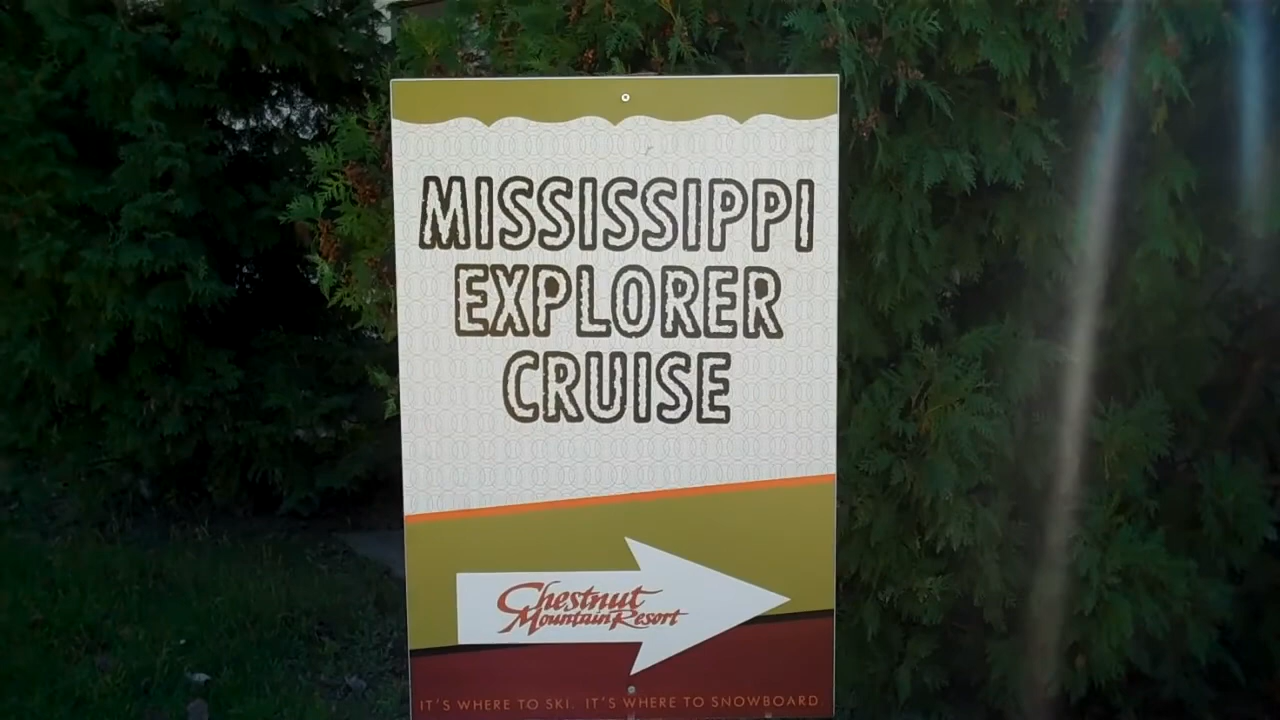 MISSISSIPPI
EXPLORER
CRUISE
Chestnut
Mountain Resort
IT'S WHERE TO SKI. IT'S WHERE TO SNOWBOARD.